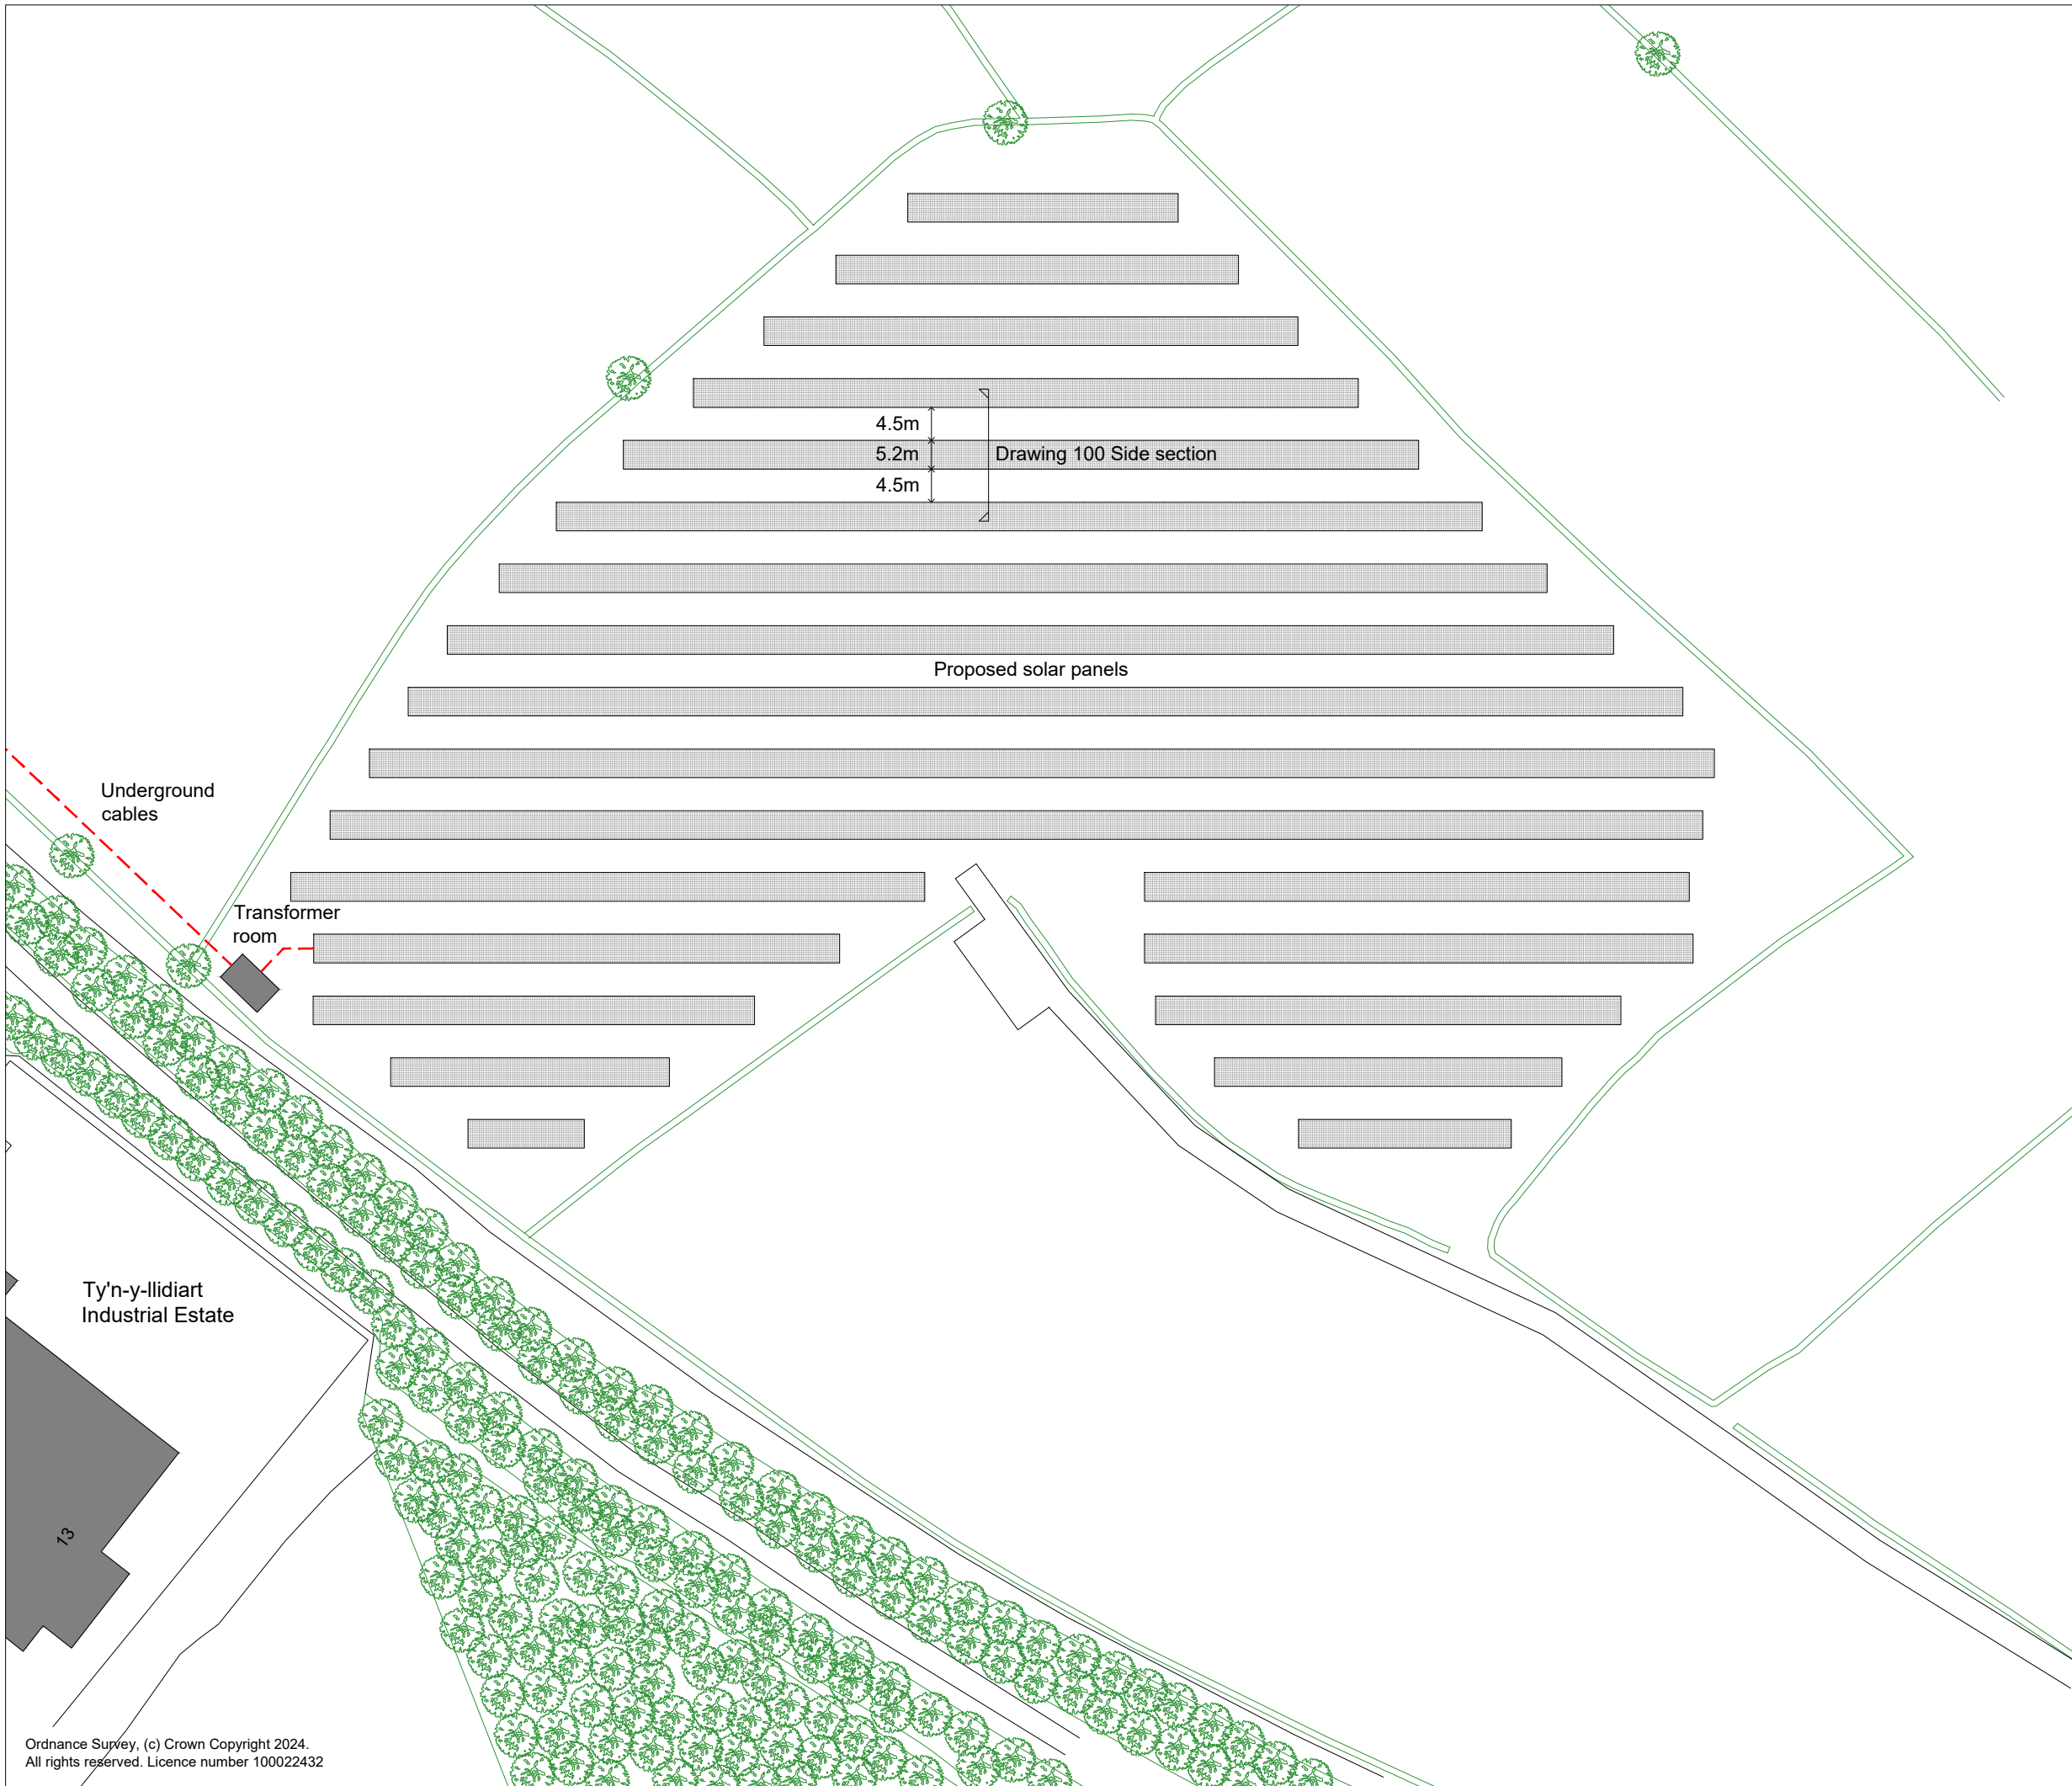 4.5m
5.2m
Drawing 100 Side section
4.5m
Proposed solar panels
Underground
cables
Transformer
room
Ty'n-y-llidiart
Industrial Estate
13
Ordnance Survey, (c) Crown Copyright 2024.
All rights reserved. Licence number 100022432